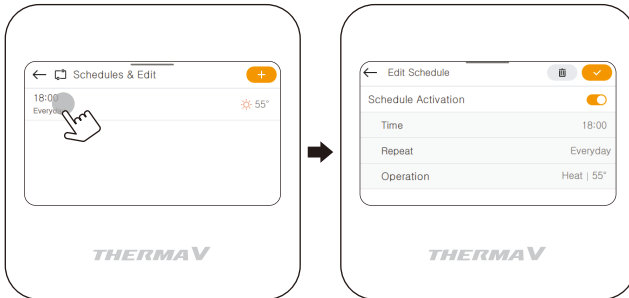 Schedules & Edit
18:00
Everyday
55°
THERMA V
Edit Schedule
Schedule Activation
Time 18:00
Repeat Everyday
Operation Heat | 55°
THERMA V